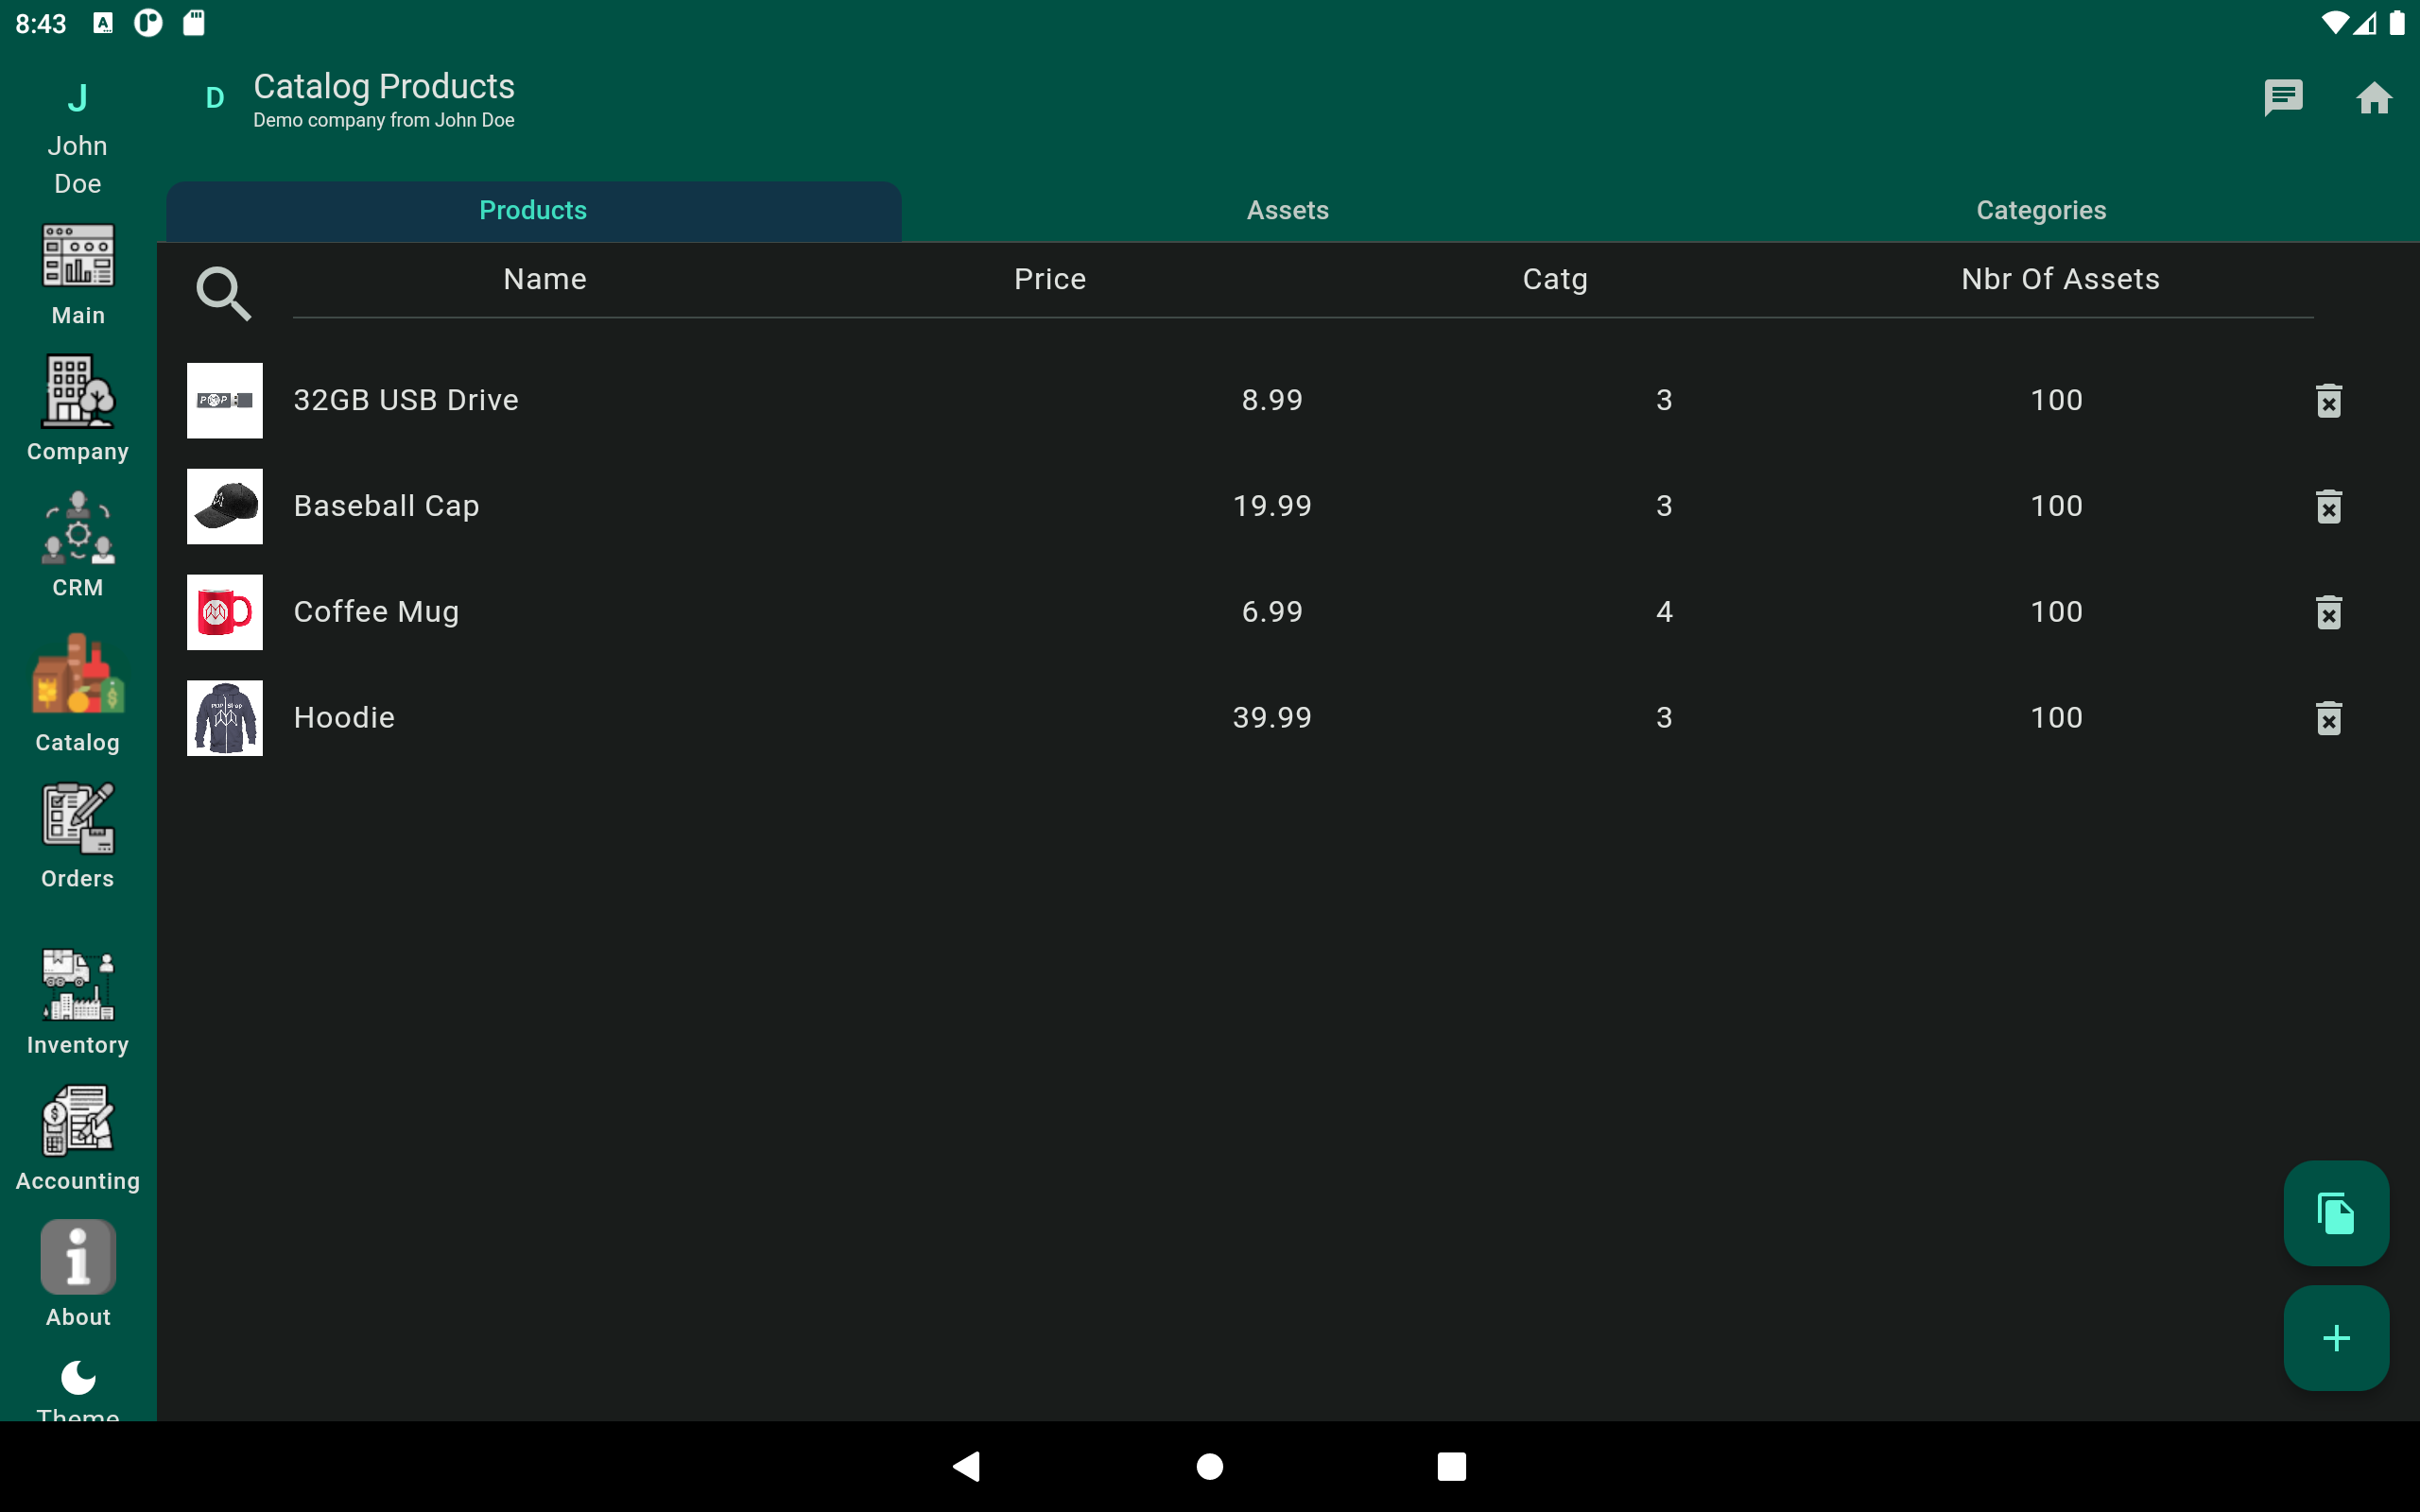 8:43
J
John
Doe
D
Catalog Products
Demo company from John Doe
Products
Assets
Categories
Name
Price
Catg
Nbr Of Assets
32GB USB Drive
8.99
3
100
Baseball Cap
19.99
3
100
Coffee Mug
6.99
4
100
Hoodie
39.99
3
100
Main
Company
CRM
Catalog
Orders
Inventory
Accounting
About
Theme